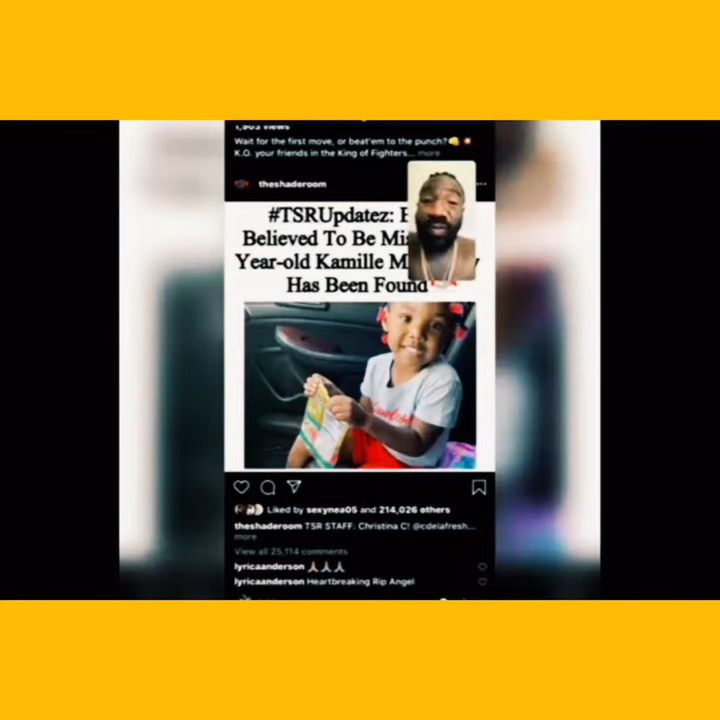 1,903 views
Wait for the first move, or beat'em to the punch?👊💥
K.O. your friends in the King of Fighters... more
theshaderoom
#TSRUpdatez:
Believed To Be
Year-old Kamille
Has Been Found
Liked by sexynea05 and 214,026 others
theshaderoom TSR STAFF: Christina C! @cdelafresh...
more
View all 25,114 comments
lyricaanderson 🙏🏽🙏🏽🙏🏽
lyricaanderson Heartbreaking Rip Angel